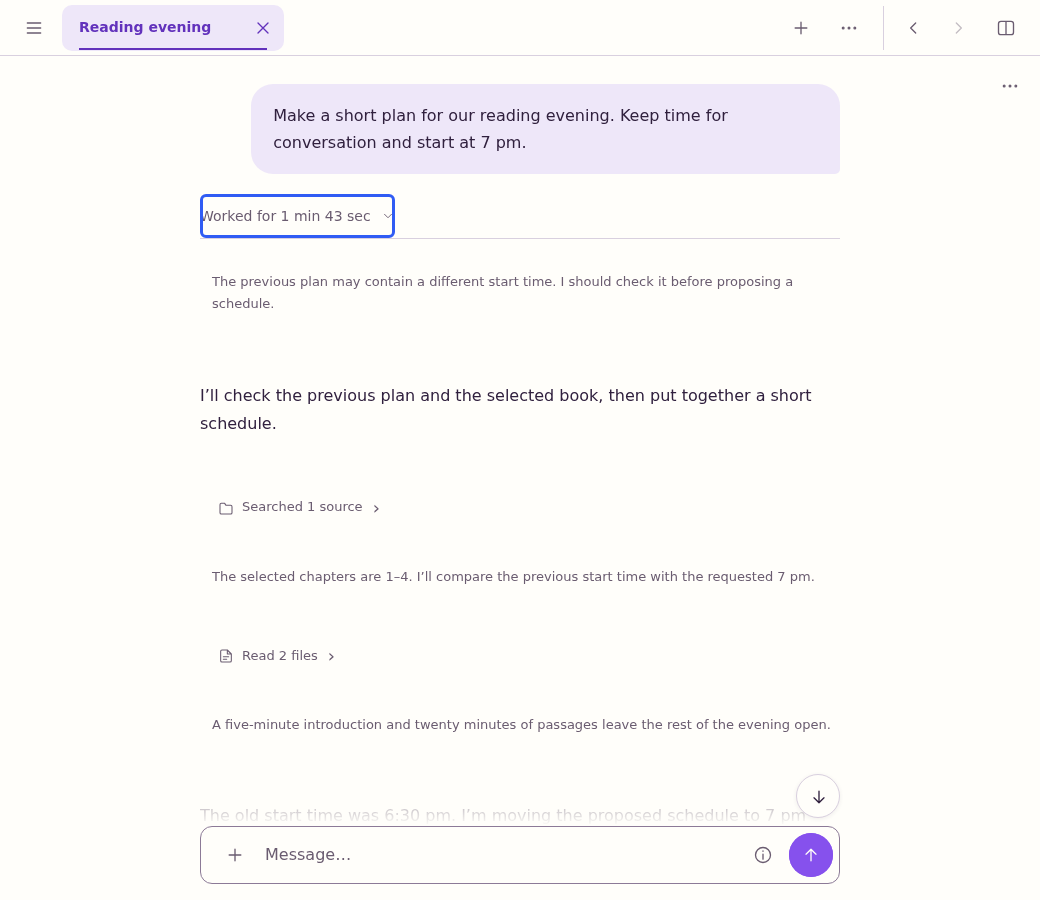 Reading evening
Make a short plan for our reading evening. Keep time for
conversation and start at 7 pm.
Worked for 1 min 43 sec
The previous plan may contain a different start time. I should check it before proposing a
schedule.
I’ll check the previous plan and the selected book, then put together a short
schedule.
Searched 1 source
The selected chapters are 1–4. I’ll compare the previous start time with the requested 7 pm.
Read 2 files
A five-minute introduction and twenty minutes of passages leave the rest of the evening open.
The old start time was 6:30 pm. I’m moving the proposed schedule to 7 pm
Message…